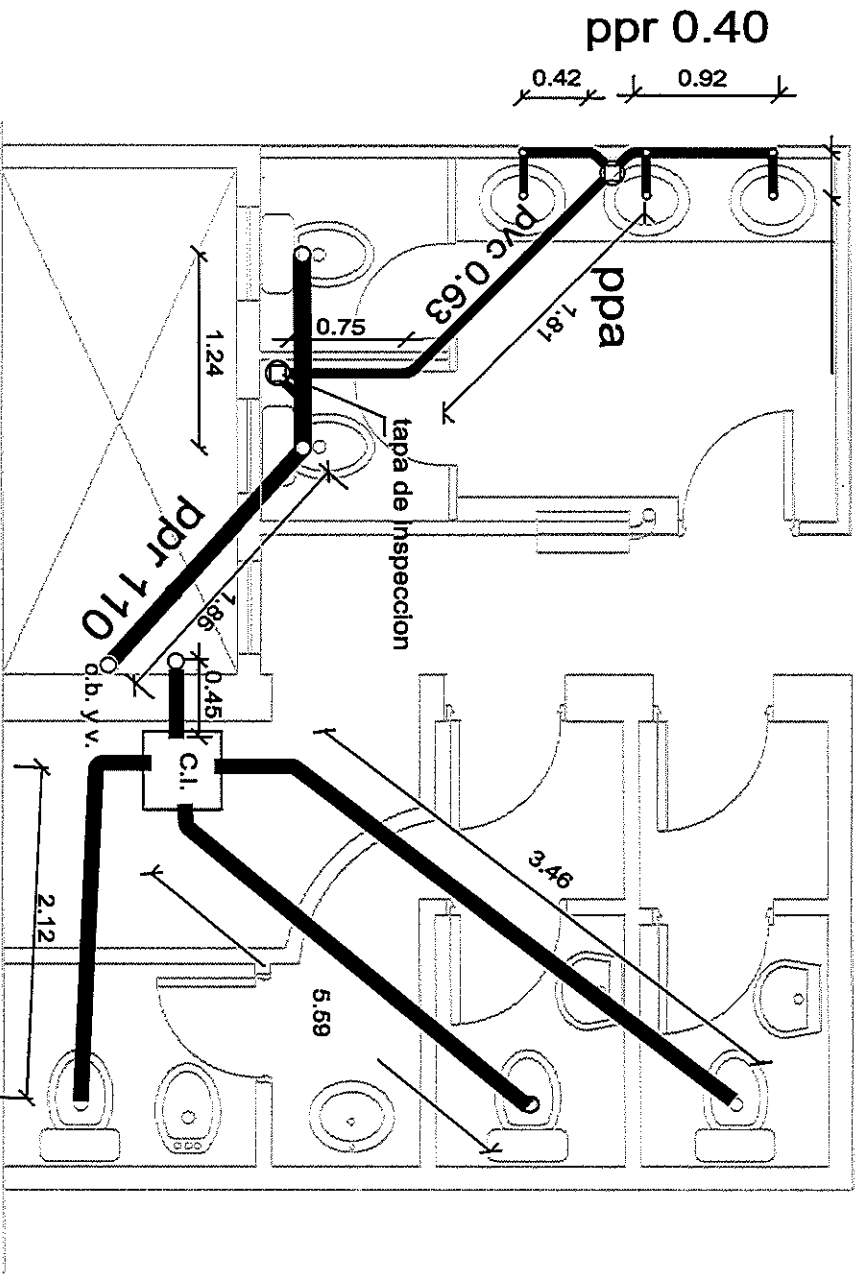 ppr 0.40
0.42
0.92
pvc 0.63
ppa
1.81
0.75
1.24
tapa de inspeccion
ppr 110
1.86
0.45
c.b. y v.
C.I.
3.46
2.12
5.59